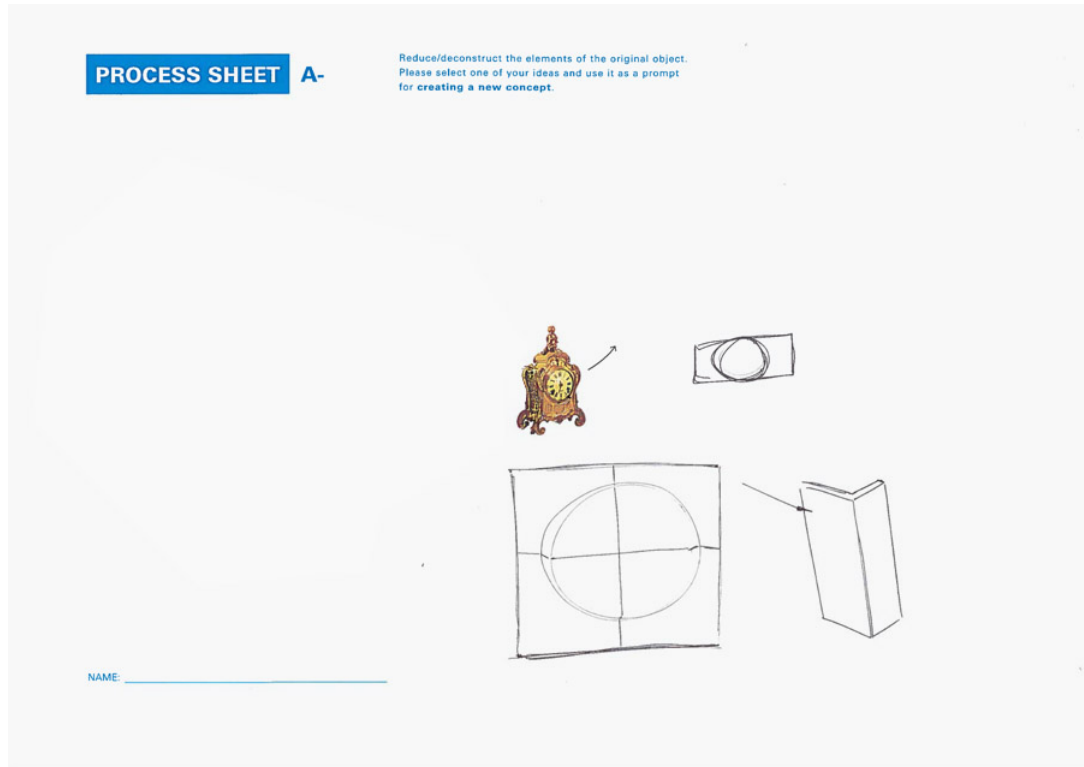 PROCESS SHEET A-
Reduce/deconstruct the elements of the original object.
Please select one of your ideas and use it as a prompt
for creating a new concept.
NAME: